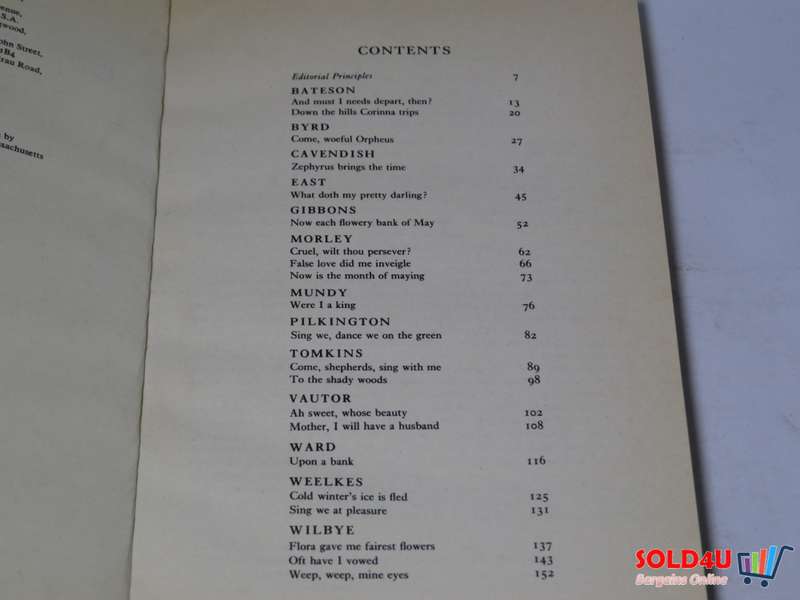 enue,
S.A.
gwood,
ohn Street,
1B4
rau Road,
by
sachusetts
CONTENTS
Editorial Principles 7
BATESON
And must I needs depart, then? 13
Down the hills Corinna trips 20
BYRD
Come, woeful Orpheus 27
CAVENDISH
Zephyrus brings the time 34
EAST
What doth my pretty darling? 45
GIBBONS
Now each flowery bank of May 52
MORLEY
Cruel, wilt thou persever? 62
False love did me inveigle 66
Now is the month of maying 73
MUNDY
Were I a king 76
PILKINGTON
Sing we, dance we on the green 82
TOMKINS
Come, shepherds, sing with me 89
To the shady woods 98
VAUTOR
Ah sweet, whose beauty 102
Mother, I will have a husband 108
WARD
Upon a bank 116
WEELKES
Cold winter's ice is fled 125
Sing we at pleasure 131
WILBYE
Flora gave me fairest flowers 137
Oft have I vowed 143
Weep, weep, mine eyes 152
SOLD4U
Bargains Online